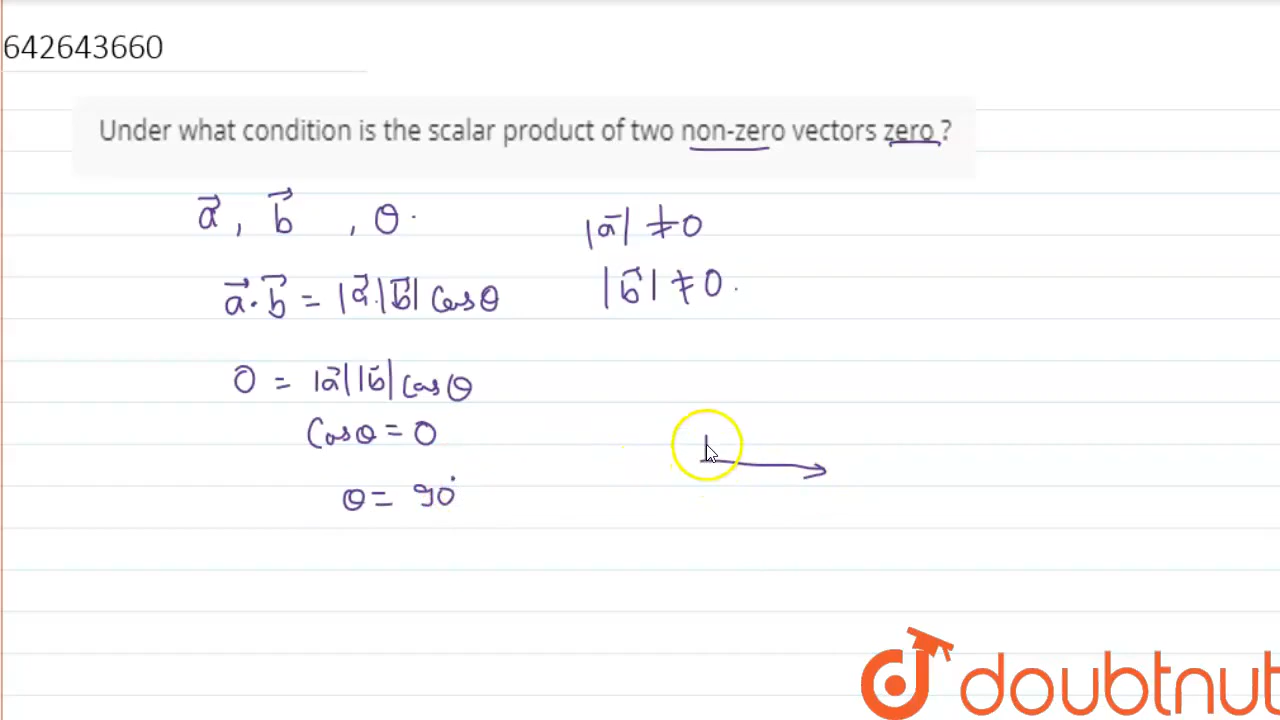 642643660
Under what condition is the scalar product of two non-zero vectors zero ?
a⃗ , b⃗ , θ .
|a̅| ≠ 0
|b⃗| ≠ 0 .
a⃗ · b⃗ = |a⃗.|b⃗| Cos θ
0 = |a⃗||b⃗| Cos θ
Cos θ = 0
θ = 90°
doubtnut